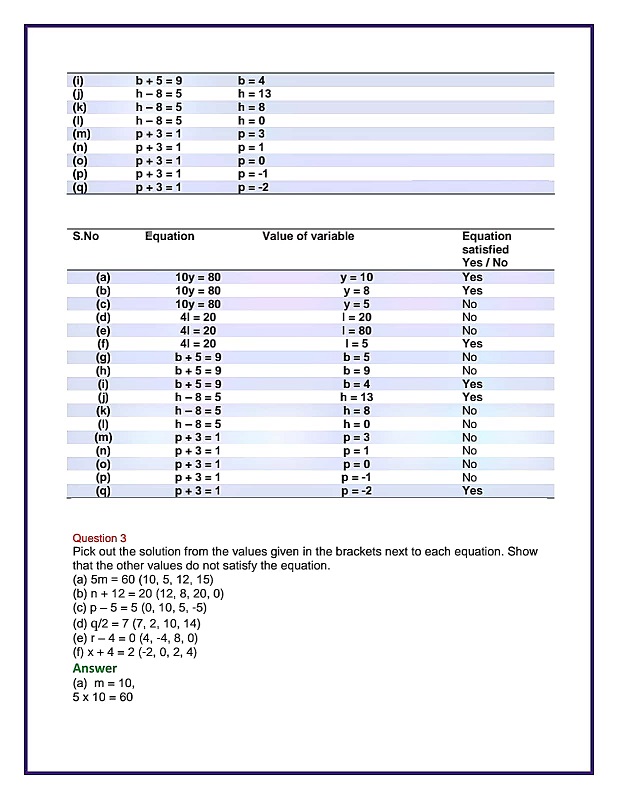 (i) b + 5 = 9 b = 4
(j) h – 8 = 5 h = 13
(k) h – 8 = 5 h = 8
(l) h – 8 = 5 h = 0
(m) p + 3 = 1 p = 3
(n) p + 3 = 1 p = 1
(o) p + 3 = 1 p = 0
(p) p + 3 = 1 p = -1
(q) p + 3 = 1 p = -2
S.No Equation Value of variable Equation
satisfied
Yes / No
(a) 10y = 80 y = 10 Yes
(b) 10y = 80 y = 8 Yes
(c) 10y = 80 y = 5 No
(d) 4l = 20 l = 20 No
(e) 4l = 20 l = 80 No
(f) 4l = 20 l = 5 Yes
(g) b + 5 = 9 b = 5 No
(h) b + 5 = 9 b = 9 No
(i) b + 5 = 9 b = 4 Yes
(j) h – 8 = 5 h = 13 Yes
(k) h – 8 = 5 h = 8 No
(l) h – 8 = 5 h = 0 No
(m) p + 3 = 1 p = 3 No
(n) p + 3 = 1 p = 1 No
(o) p + 3 = 1 p = 0 No
(p) p + 3 = 1 p = -1 No
(q) p + 3 = 1 p = -2 Yes
Question 3
Pick out the solution from the values given in the brackets next to each equation. Show
that the other values do not satisfy the equation.
(a) 5m = 60 (10, 5, 12, 15)
(b) n + 12 = 20 (12, 8, 20, 0)
(c) p – 5 = 5 (0, 10, 5, -5)
(d) q/2 = 7 (7, 2, 10, 14)
(e) r – 4 = 0 (4, -4, 8, 0)
(f) x + 4 = 2 (-2, 0, 2, 4)
Answer
(a) m = 10,
5 x 10 = 60